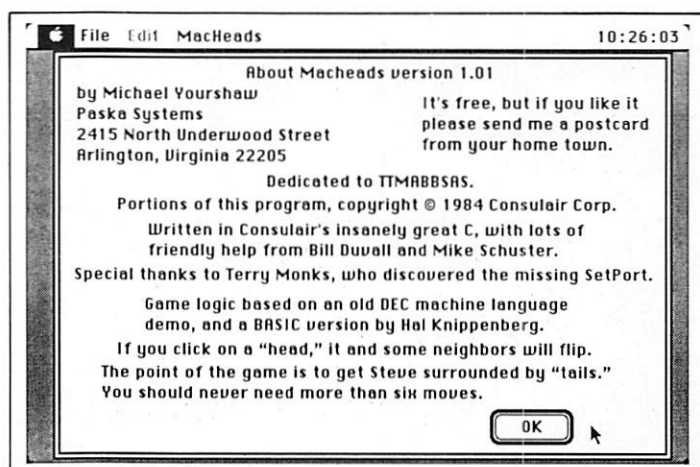 File Edit MacHeads 10:26:03
About Macheads version 1.01
by Michael Yourshaw
Paska Systems
2415 North Underwood Street
Arlington, Virginia 22205
It's free, but if you like it
please send me a postcard
from your home town.
Dedicated to TTMABBSAS.
Portions of this program, copyright © 1984 Consulair Corp.
Written in Consulair's insanely great C, with lots of
friendly help from Bill Duvall and Mike Schuster.
Special thanks to Terry Monks, who discovered the missing SetPort.
Game logic based on an old DEC machine language
demo, and a BASIC version by Hal Knippenberg.
If you click on a “head,” it and some neighbors will flip.
The point of the game is to get Steve surrounded by “tails.”
You should never need more than six moves.
OK